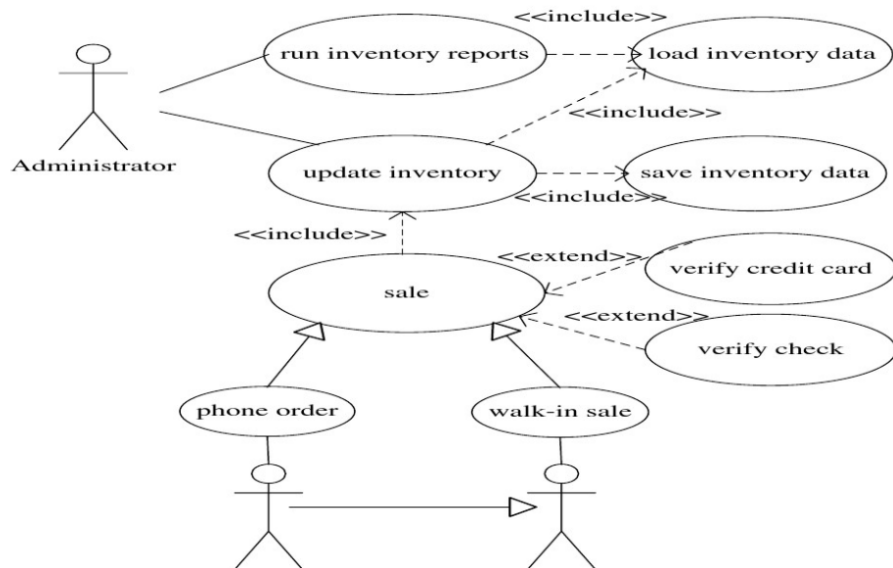 <<include>>
run inventory reports
load inventory data
<<include>>
Administrator
update inventory
save inventory data
<<include>>
<<include>>
<<extend>>
verify credit card
sale
<<extend>>
verify check
phone order
walk-in sale